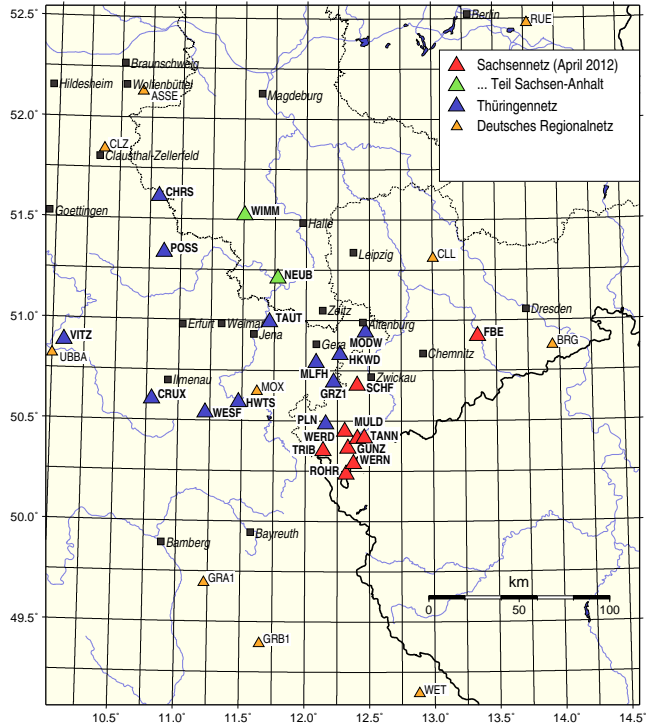 52.5°
Berlin
RUE
Sachsennetz (April 2012)
... Teil Sachsen-Anhalt
Thüringennetz
Deutsches Regionalnetz
Braunschweig
Hildesheim
Wolfenbüttel
ASSE
Magdeburg
52.0°
CLZ
Clausthal-Zellerfeld
CHRS
51.5°
Goettingen
WIMM
Halle
POSS
Leipzig
CLL
NEUB
51.0°
Erfurt
Weimar
TAUT
Zeitz
Altenburg
Dresden
VITZ
Jena
Gera
MODW
FBE
BRG
UBBA
HKWD
Chemnitz
MLFH
Ilmenau
MOX
GRZ1
SCHF
Zwickau
CRUX
50.5°
WESF
HWTS
PLN
MULD
WERD
TANN
TRIB
GUNZ
WERN
ROHR
50.0°
Bamberg
Bayreuth
GRA1
km
0 50 100
49.5°
GRB1
WET
10.5° 11.0° 11.5° 12.0° 12.5° 13.0° 13.5° 14.0° 14.5°